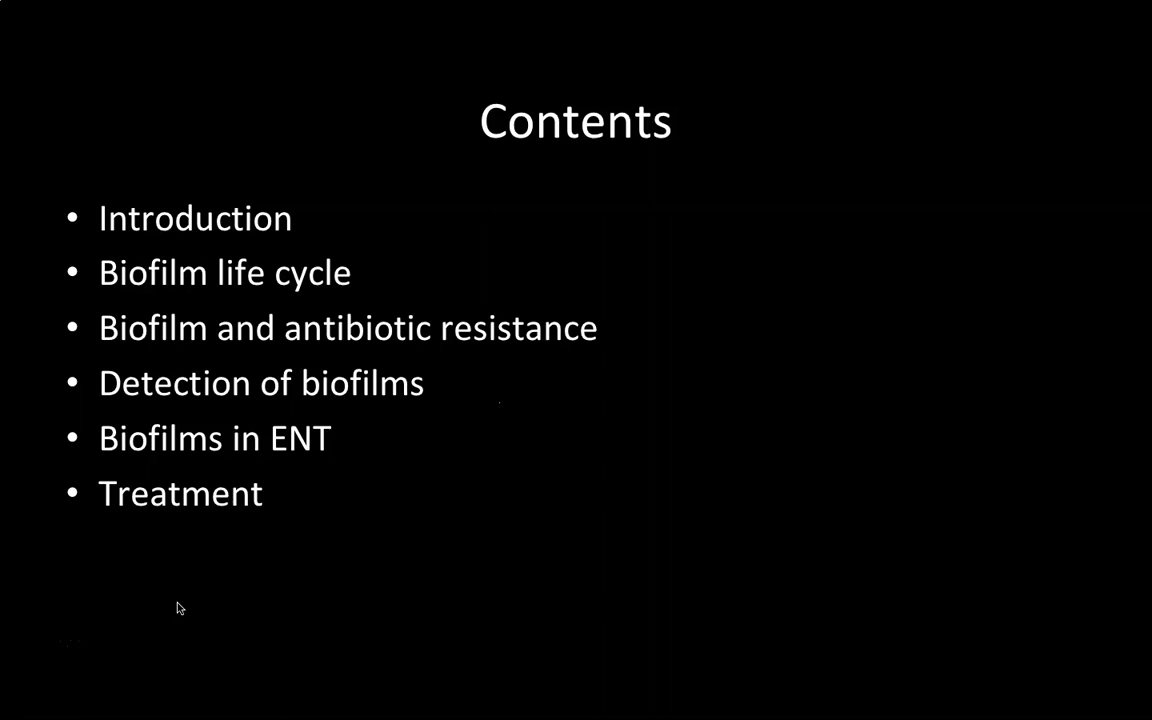 Contents
• Introduction
• Biofilm life cycle
• Biofilm and antibiotic resistance
• Detection of biofilms
• Biofilms in ENT
• Treatment